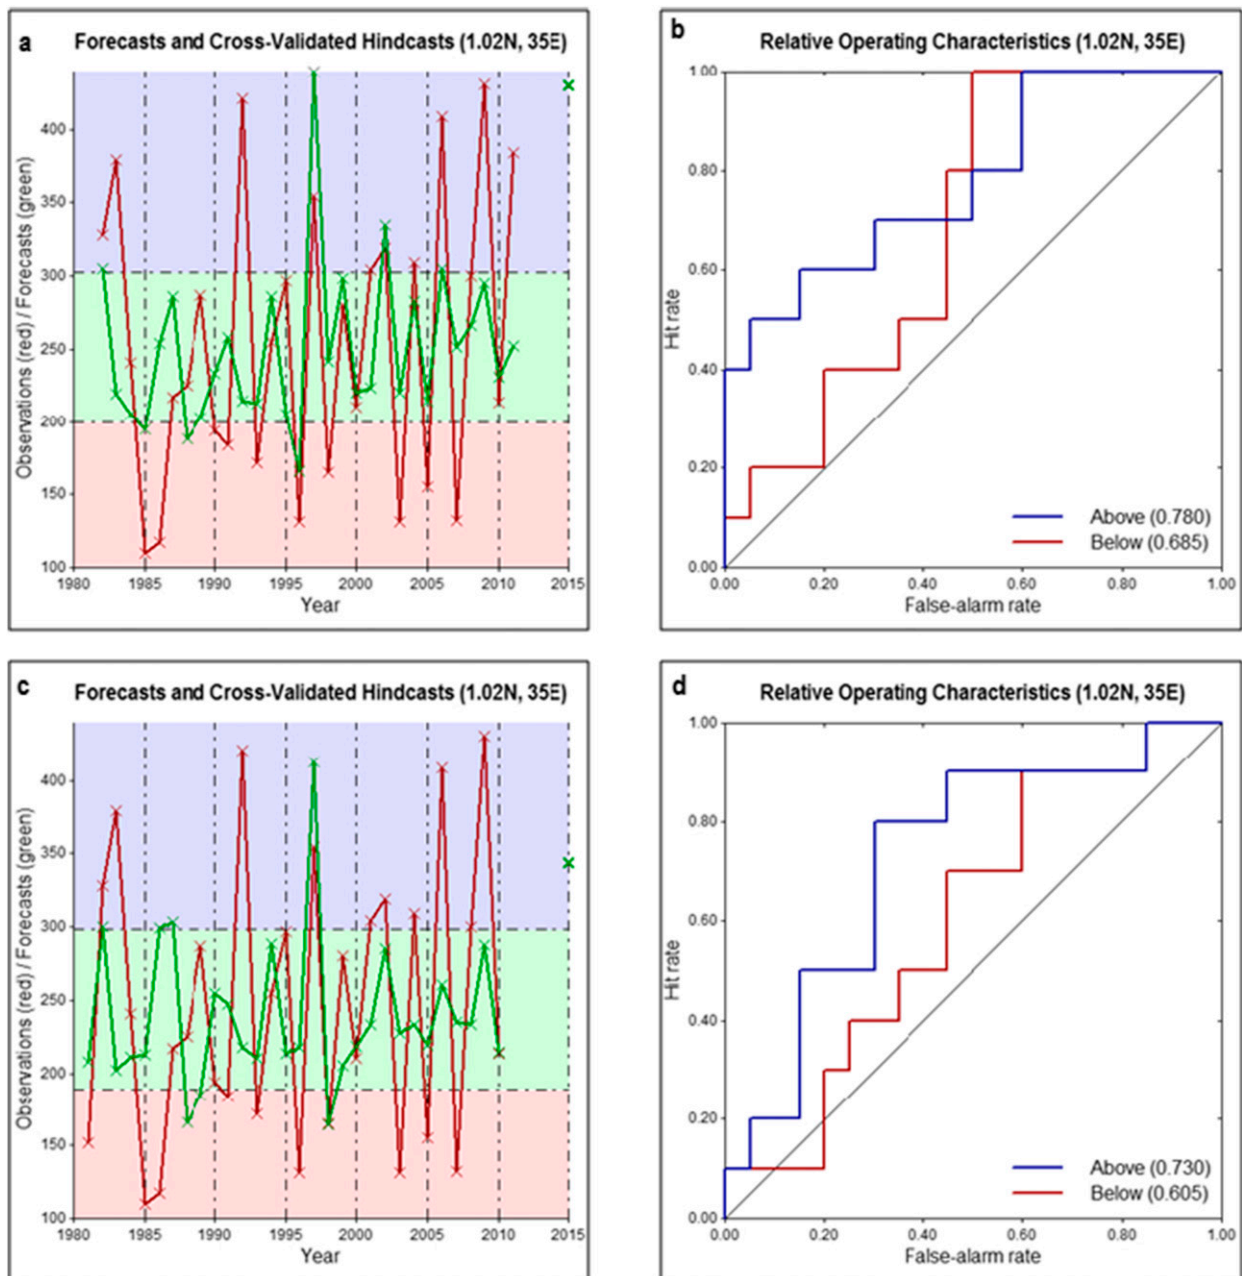 a
Forecasts and Cross-Validated Hindcasts (1.02N, 35E)
Observations (red) / Forecasts (green)
400
350
300
250
200
150
100
1980 1985 1990 1995 2000 2005 2010 2015
Year
b
Relative Operating Characteristics (1.02N, 35E)
Hit rate
1.00
0.80
0.60
0.40
0.20
0.00
Above (0.780)
Below (0.685)
0.00 0.20 0.40 0.60 0.80 1.00
False-alarm rate
c
Forecasts and Cross-Validated Hindcasts (1.02N, 35E)
Observations (red) / Forecasts (green)
400
350
300
250
200
150
100
1980 1985 1990 1995 2000 2005 2010 2015
Year
d
Relative Operating Characteristics (1.02N, 35E)
Hit rate
1.00
0.80
0.60
0.40
0.20
0.00
Above (0.730)
Below (0.605)
0.00 0.20 0.40 0.60 0.80 1.00
False-alarm rate